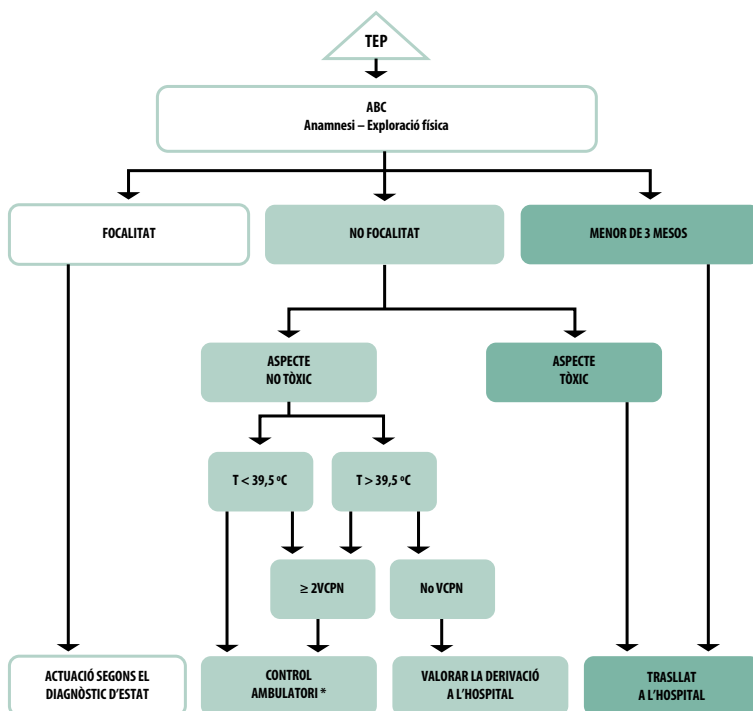 TEP
ABC
Anamnesi – Exploració física
FOCALITAT
NO FOCALITAT
MENOR DE 3 MESOS
ASPECTE
NO TÒXIC
ASPECTE
TÒXIC
T < 39,5 ºC
T > 39,5 ºC
≥ 2VCPN
No VCPN
ACTUACIÓ SEGONS EL
DIAGNÒSTIC D'ESTAT
CONTROL
AMBULATORI *
VALORAR LA DERIVACIÓ
A L'HOSPITAL
TRASLLAT
A L'HOSPITAL